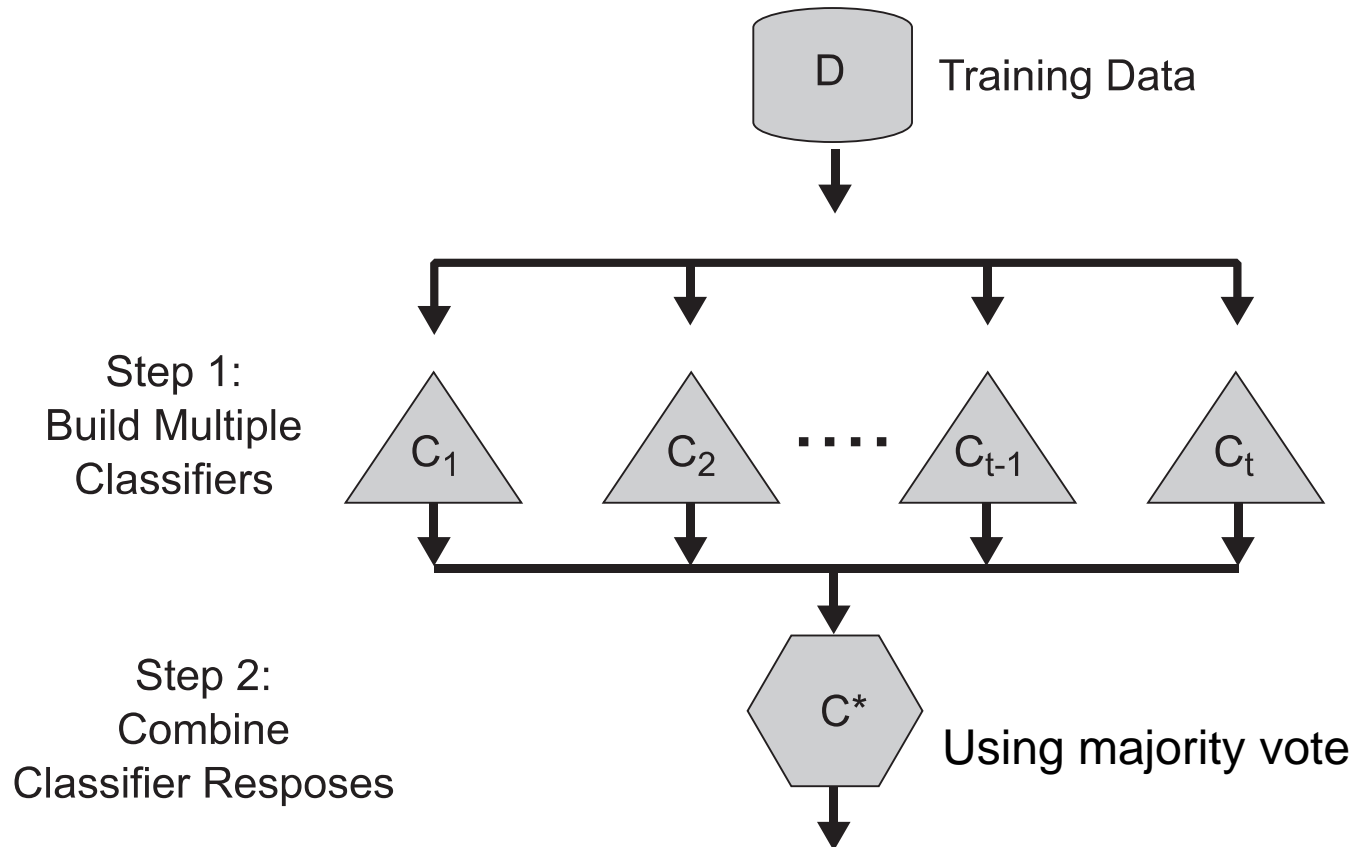 D
Training Data
Step 1:
Build Multiple
Classifiers
C1
C2
....
Ct-1
Ct
Step 2:
Combine
Classifier Resposes
C*
Using majority vote